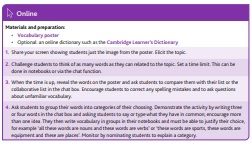 Online
Materials and preparation:
• Vocabulary poster
• Optional: an online dictionary such as the Cambridge Learner's Dictionary
1. Share your screen showing students just the image from the poster. Elicit the topic.
2. Challenge students to think of as many words as they can related to the topic. Set a time limit. This can be
done in notebooks or via the chat function.
3. When the time is up, reveal the words on the poster and ask students to compare them with their list or the
collaborative list in the chat box. Encourage students to correct any spelling mistakes and to ask questions
about unfamiliar vocabulary.
4. Ask students to group their words into categories of their choosing. Demonstrate the activity by writing three
or four words in the chat box and asking students to say or type what they have in common, encourage more
than one idea. They then write vocabulary in groups in their notebooks and must be able to justify their choice,
for example 'all these words are nouns and these words are verbs' or 'these words are sports, these words are
equipment and these are places'. Monitor by nominating students to explain a category.